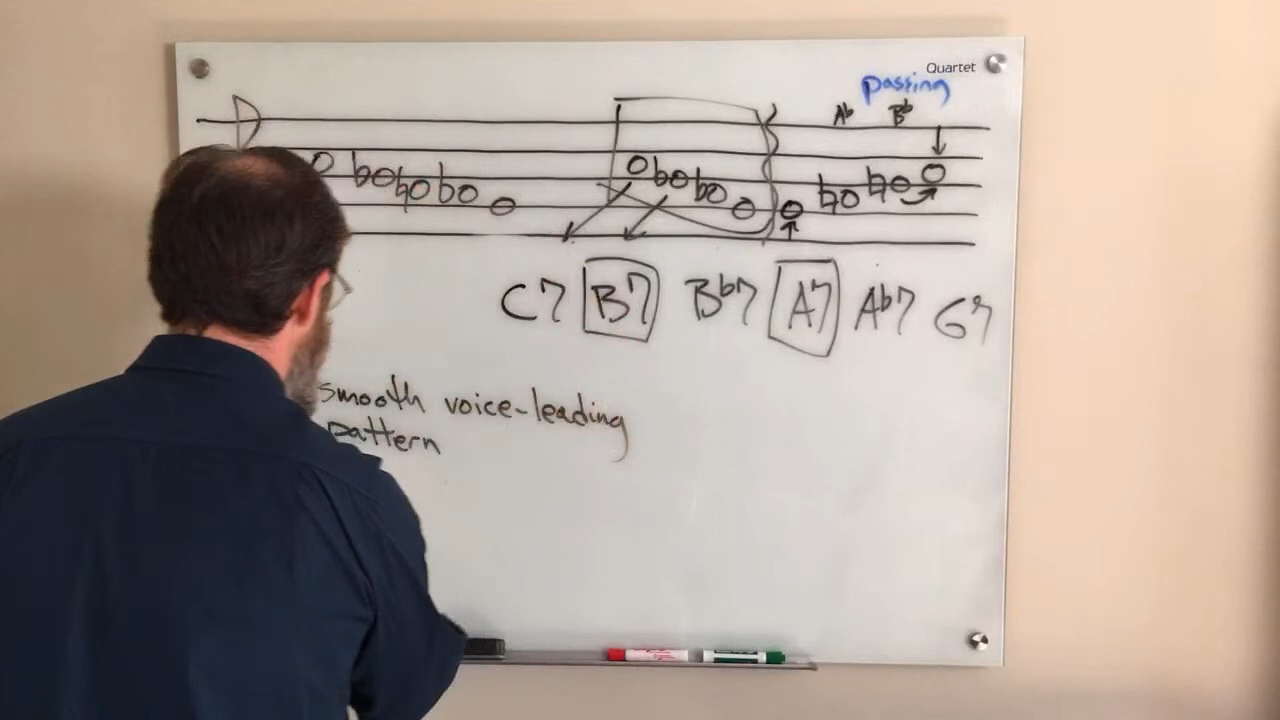 Quartet
passing
Ab Bb
C7 B7 Bb7 A7 Ab7 G7
smooth voice-leading
pattern